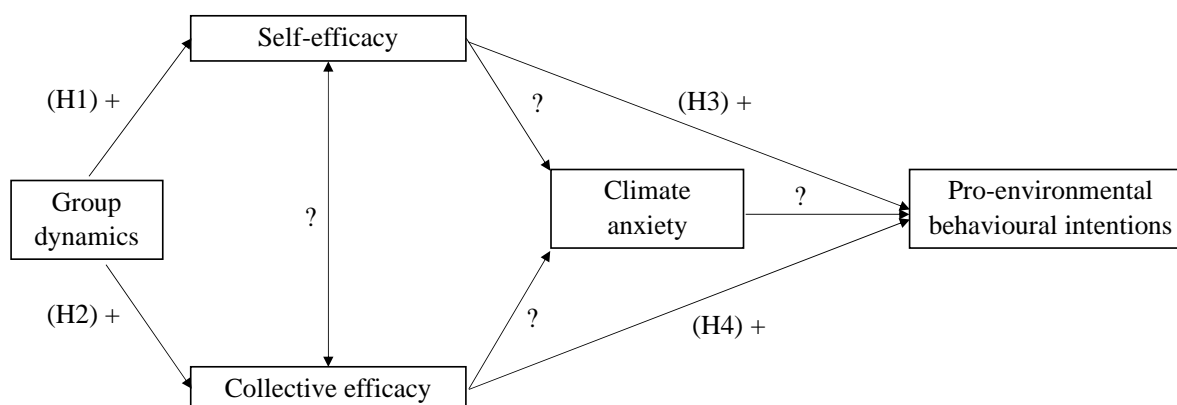 Self-efficacy
(H1) +
?
(H3) +
Group
dynamics
?
Climate
anxiety
?
Pro-environmental
behavioural intentions
(H2) +
?
(H4) +
Collective efficacy